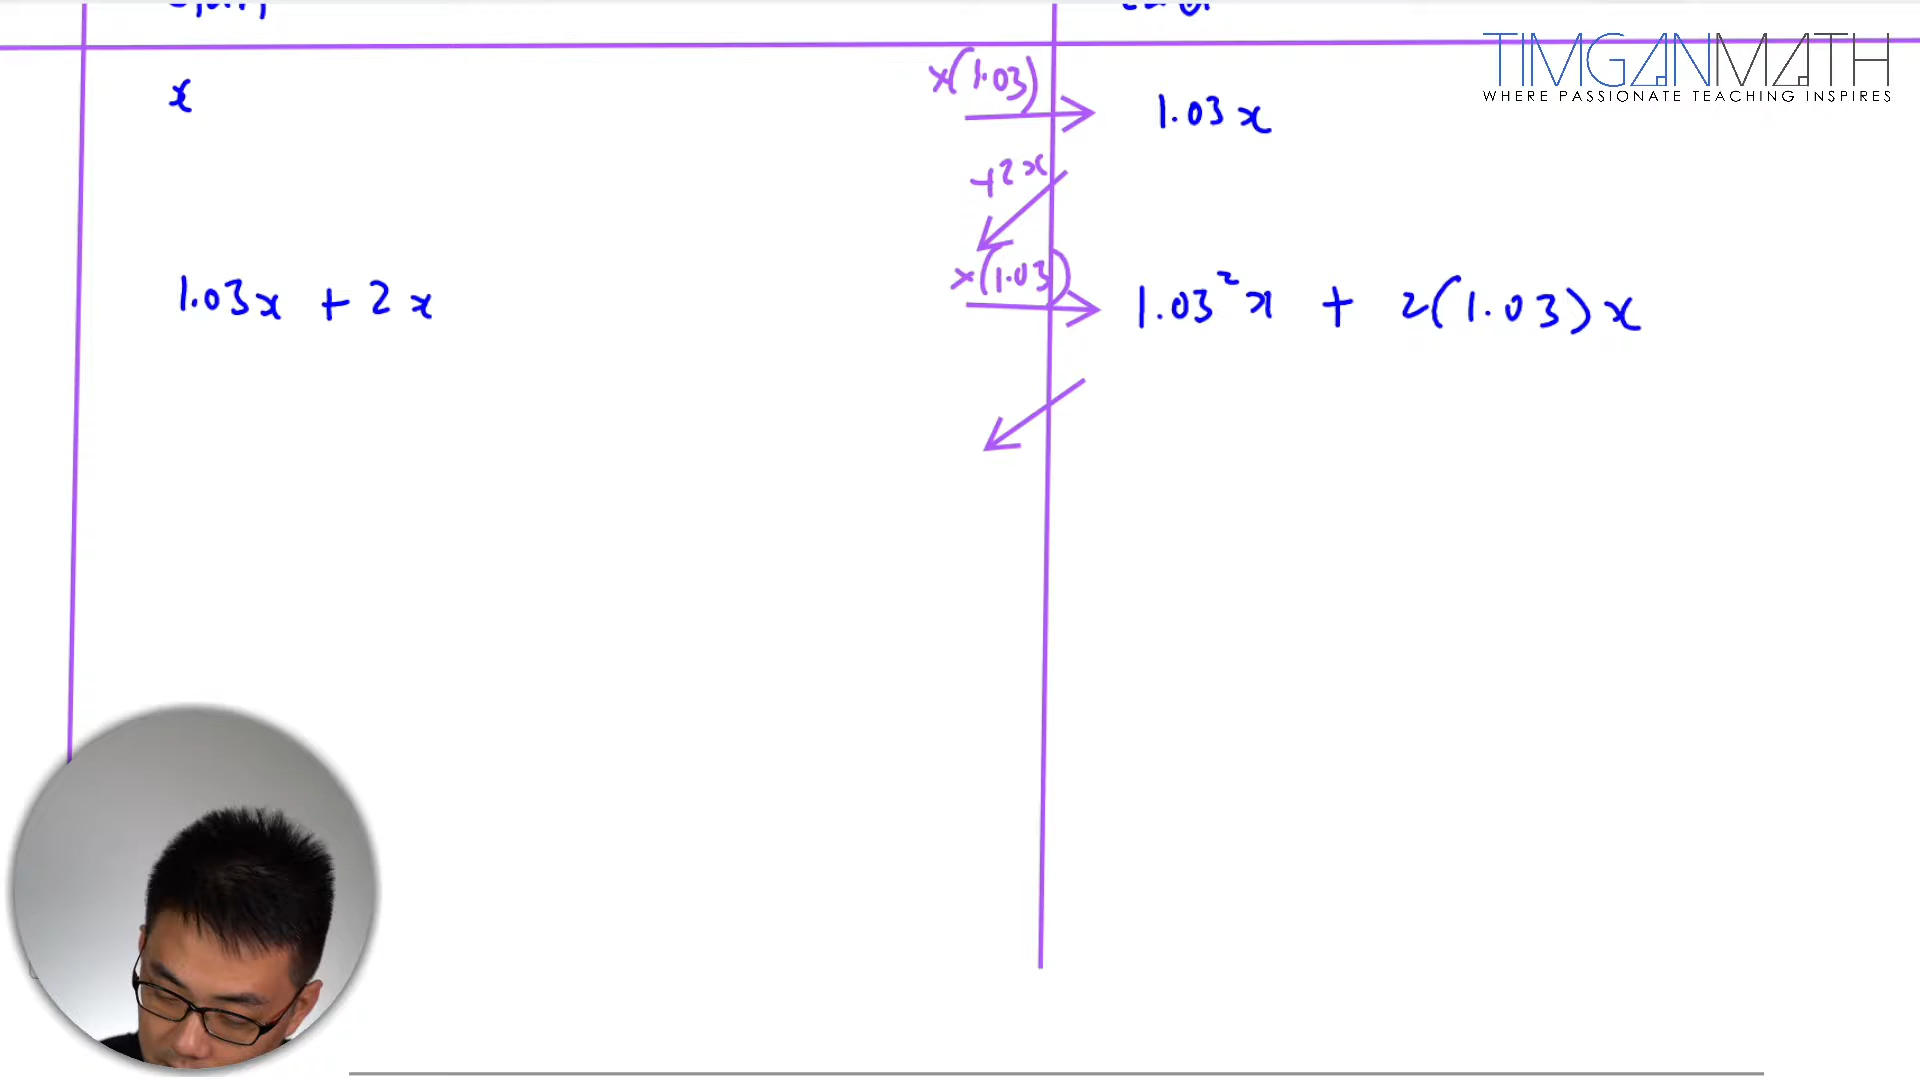 TIMGANMATH
WHERE PASSIONATE TEACHING INSPIRES
x
x(1.03)
1.03x
+2x
1.03x + 2x
x(1.03)
1.03²x + 2(1.03)x